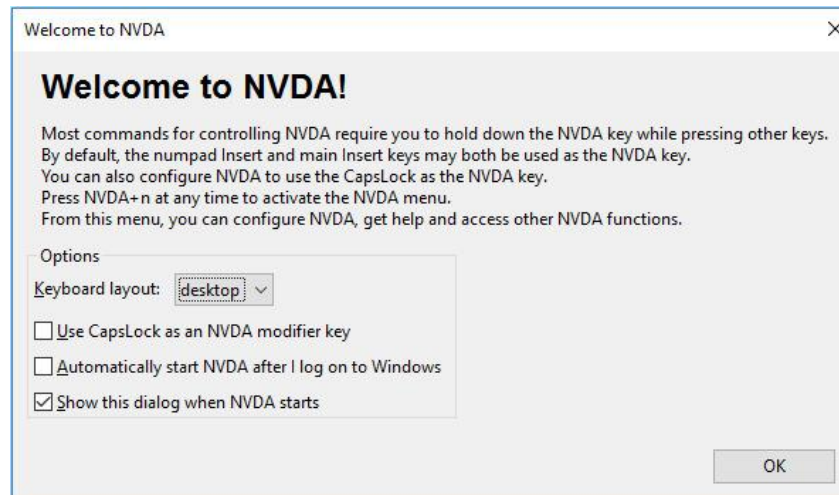 Welcome to NVDA
Welcome to NVDA!
Most commands for controlling NVDA require you to hold down the NVDA key while pressing other keys.
By default, the numpad Insert and main Insert keys may both be used as the NVDA key.
You can also configure NVDA to use the CapsLock as the NVDA key.
Press NVDA+n at any time to activate the NVDA menu.
From this menu, you can configure NVDA, get help and access other NVDA functions.
Options
Keyboard layout: desktop
Use CapsLock as an NVDA modifier key
Automatically start NVDA after I log on to Windows
Show this dialog when NVDA starts
OK